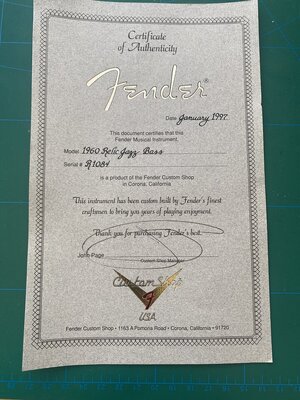 Certificate
of Authenticity
Fender®
Date January 1997
This document certifies that this
Fender Musical Instrument,
Model 1960 Relic Jazz Bass
Serial # R1084
is a product of the Fender Custom Shop
in Corona, California
This instrument has been custom built by Fender's finest
craftsmen to bring you years of playing enjoyment.
Thank you for purchasing Fender's best.
John Page
Custom Shop Manager
Custom Shop
USA
Fender Custom Shop • 1163 A Pomona Road • Corona, California • 91720